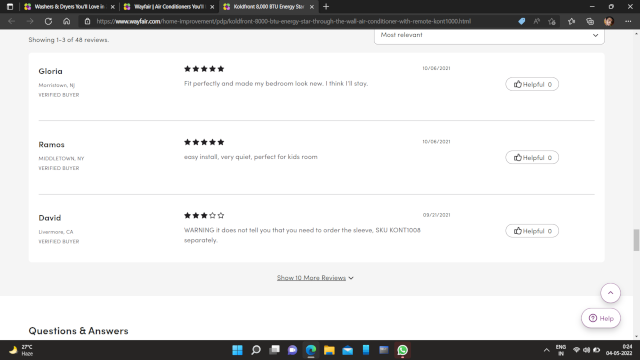 Washers & Dryers You'll Love in
Wayfair | Air Conditioners You'll
Koldfront 8,000 BTU Energy Star
https://www.wayfair.com/home-improvement/pdp/koldfront-8000-btu-energy-star-through-the-wall-air-conditioner-with-remote-kont1000.html
Showing 1-3 of 48 reviews.
Most relevant
Gloria
Morristown, Nj
VERIFIED BUYER
10/06/2021
Fit perfectly and made my bedroom look new. I think I'll stay.
Helpful 0
Ramos
MIDDLETOWN, NY
VERIFIED BUYER
10/06/2021
easy install, very quiet, perfect for kids room
Helpful 0
David
Livermore, CA
VERIFIED BUYER
09/21/2021
WARNING it does not tell you that you need to order the sleeve, SKU KONT1008
separately.
Helpful 0
Show 10 More Reviews
Help
Questions & Answers
27°C
Haze
ENG
IN
0:24
04-05-2022